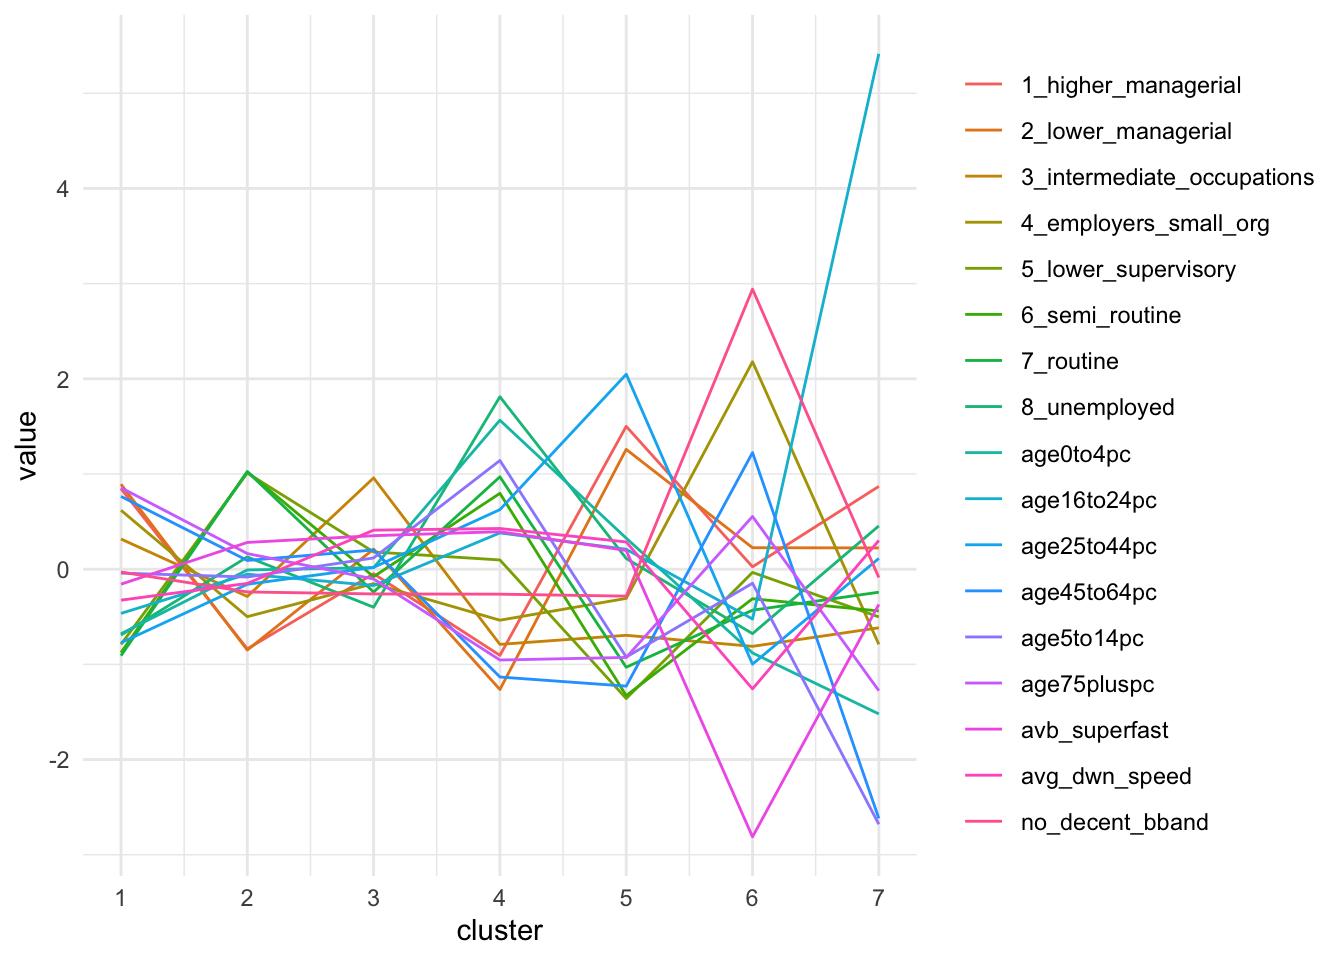 4
2
0
-2
value
1 2 3 4 5 6 7
cluster
1_higher_managerial
2_lower_managerial
3_intermediate_occupations
4_employers_small_org
5_lower_supervisory
6_semi_routine
7_routine
8_unemployed
age0to4pc
age16to24pc
age25to44pc
age45to64pc
age5to14pc
age75pluspc
avb_superfast
avg_dwn_speed
no_decent_bband